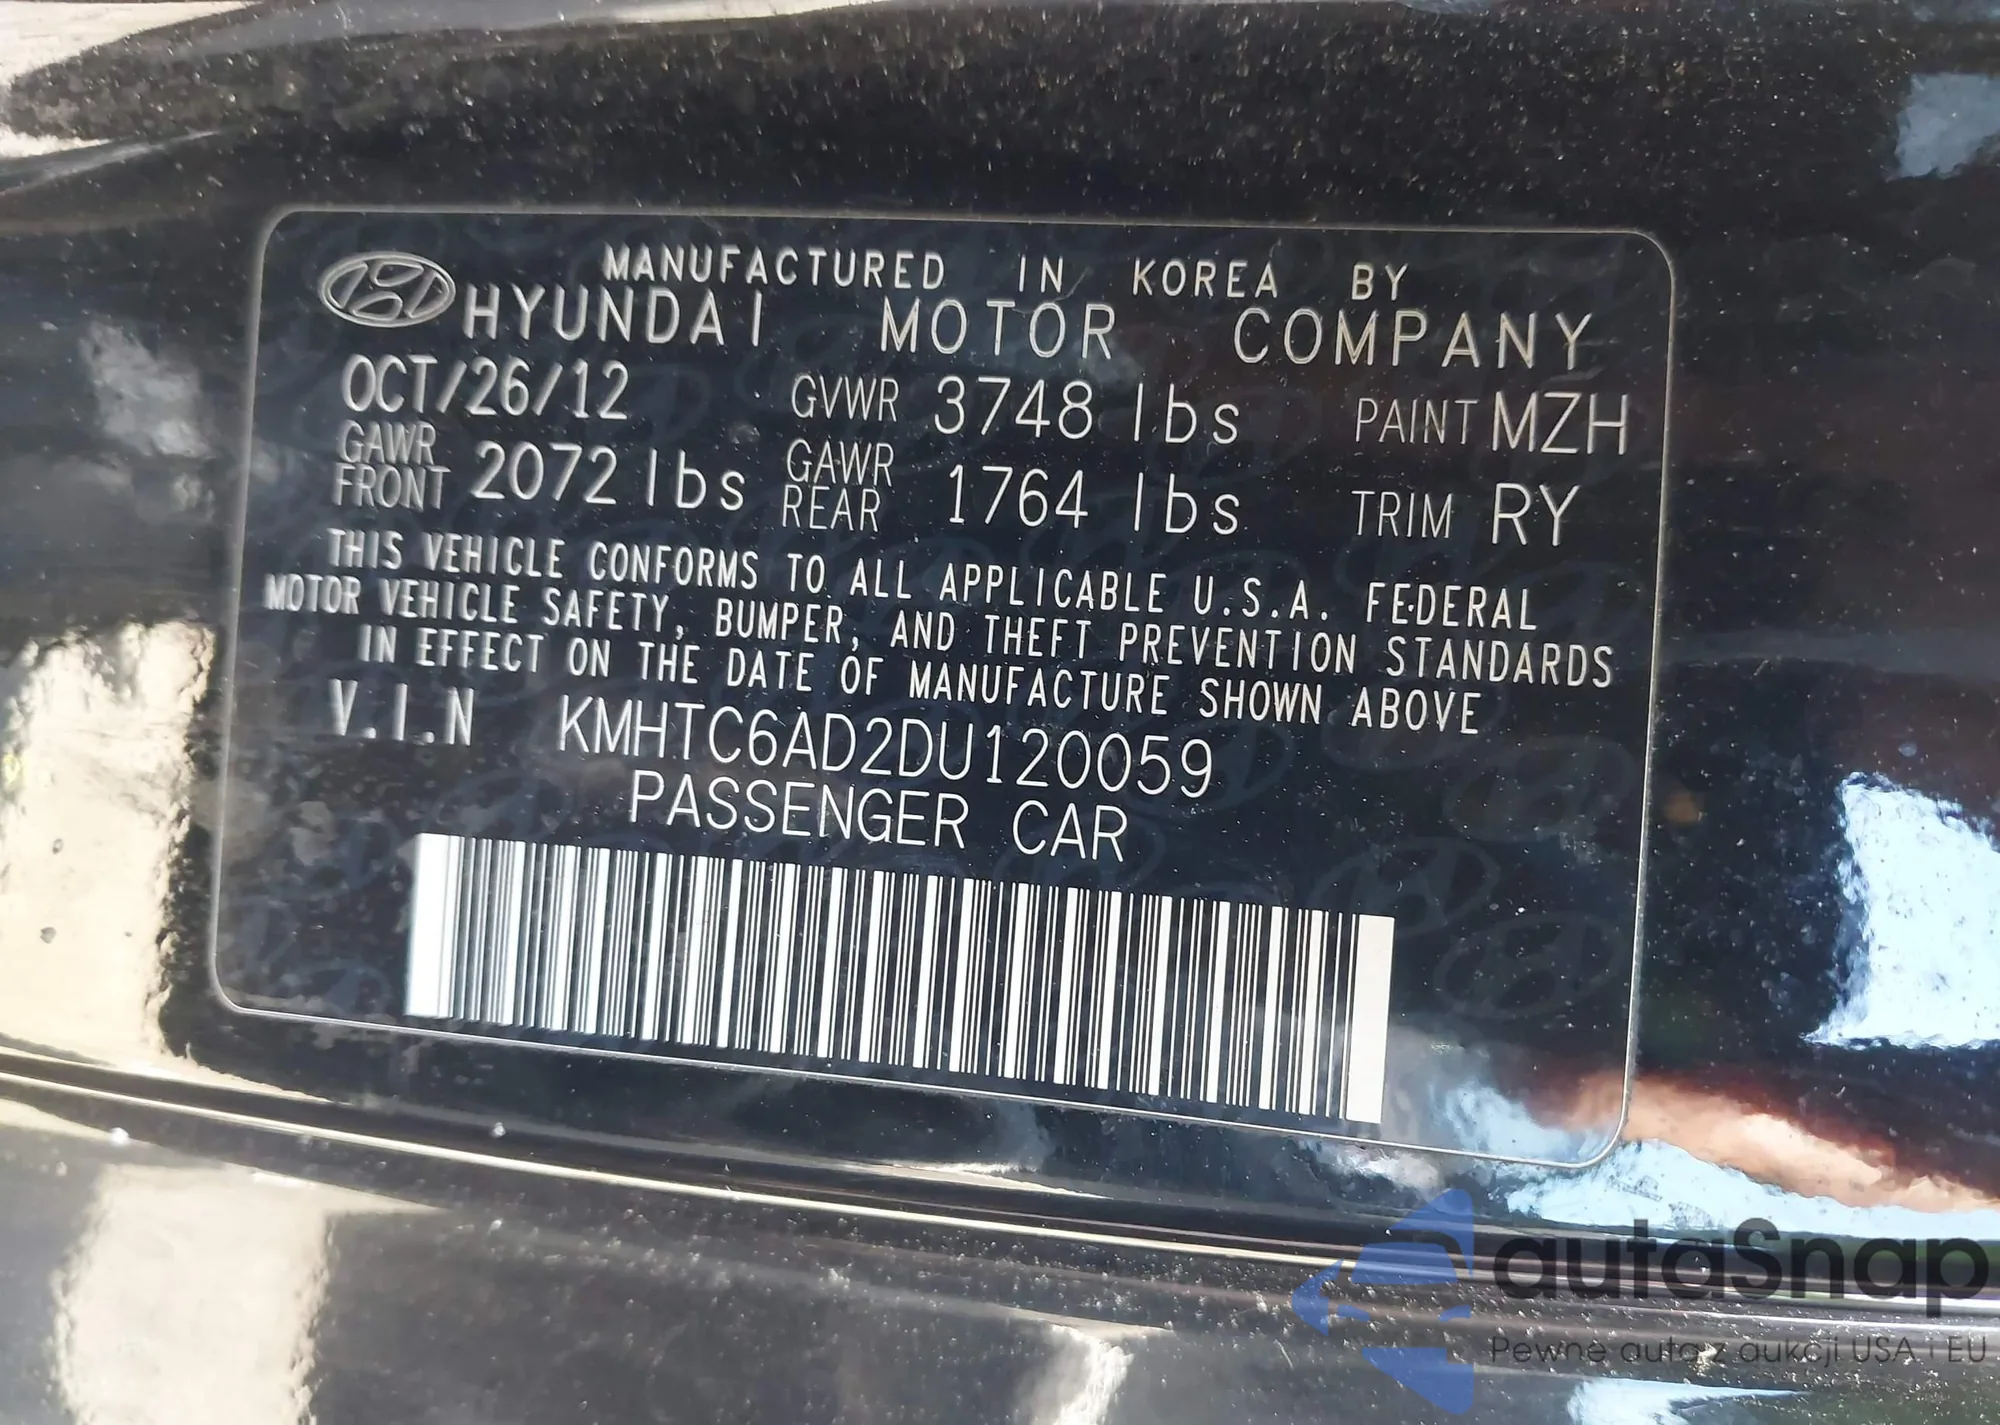 MANUFACTURED IN KOREA BY
HYUNDAI MOTOR COMPANY
OCT/26/12 GVWR 3748 lbs PAINT MZH
GAWR FRONT 2072 lbs GAWR REAR 1764 lbs TRIM RY
THIS VEHICLE CONFORMS TO ALL APPLICABLE U.S.A. FEDERAL
MOTOR VEHICLE SAFETY, BUMPER, AND THEFT PREVENTION STANDARDS
IN EFFECT ON THE DATE OF MANUFACTURE SHOWN ABOVE
V.I.N KMHTC6AD2DU120059
PASSENGER CAR
autaSnap
Pewne auta z aukcji USA i EU